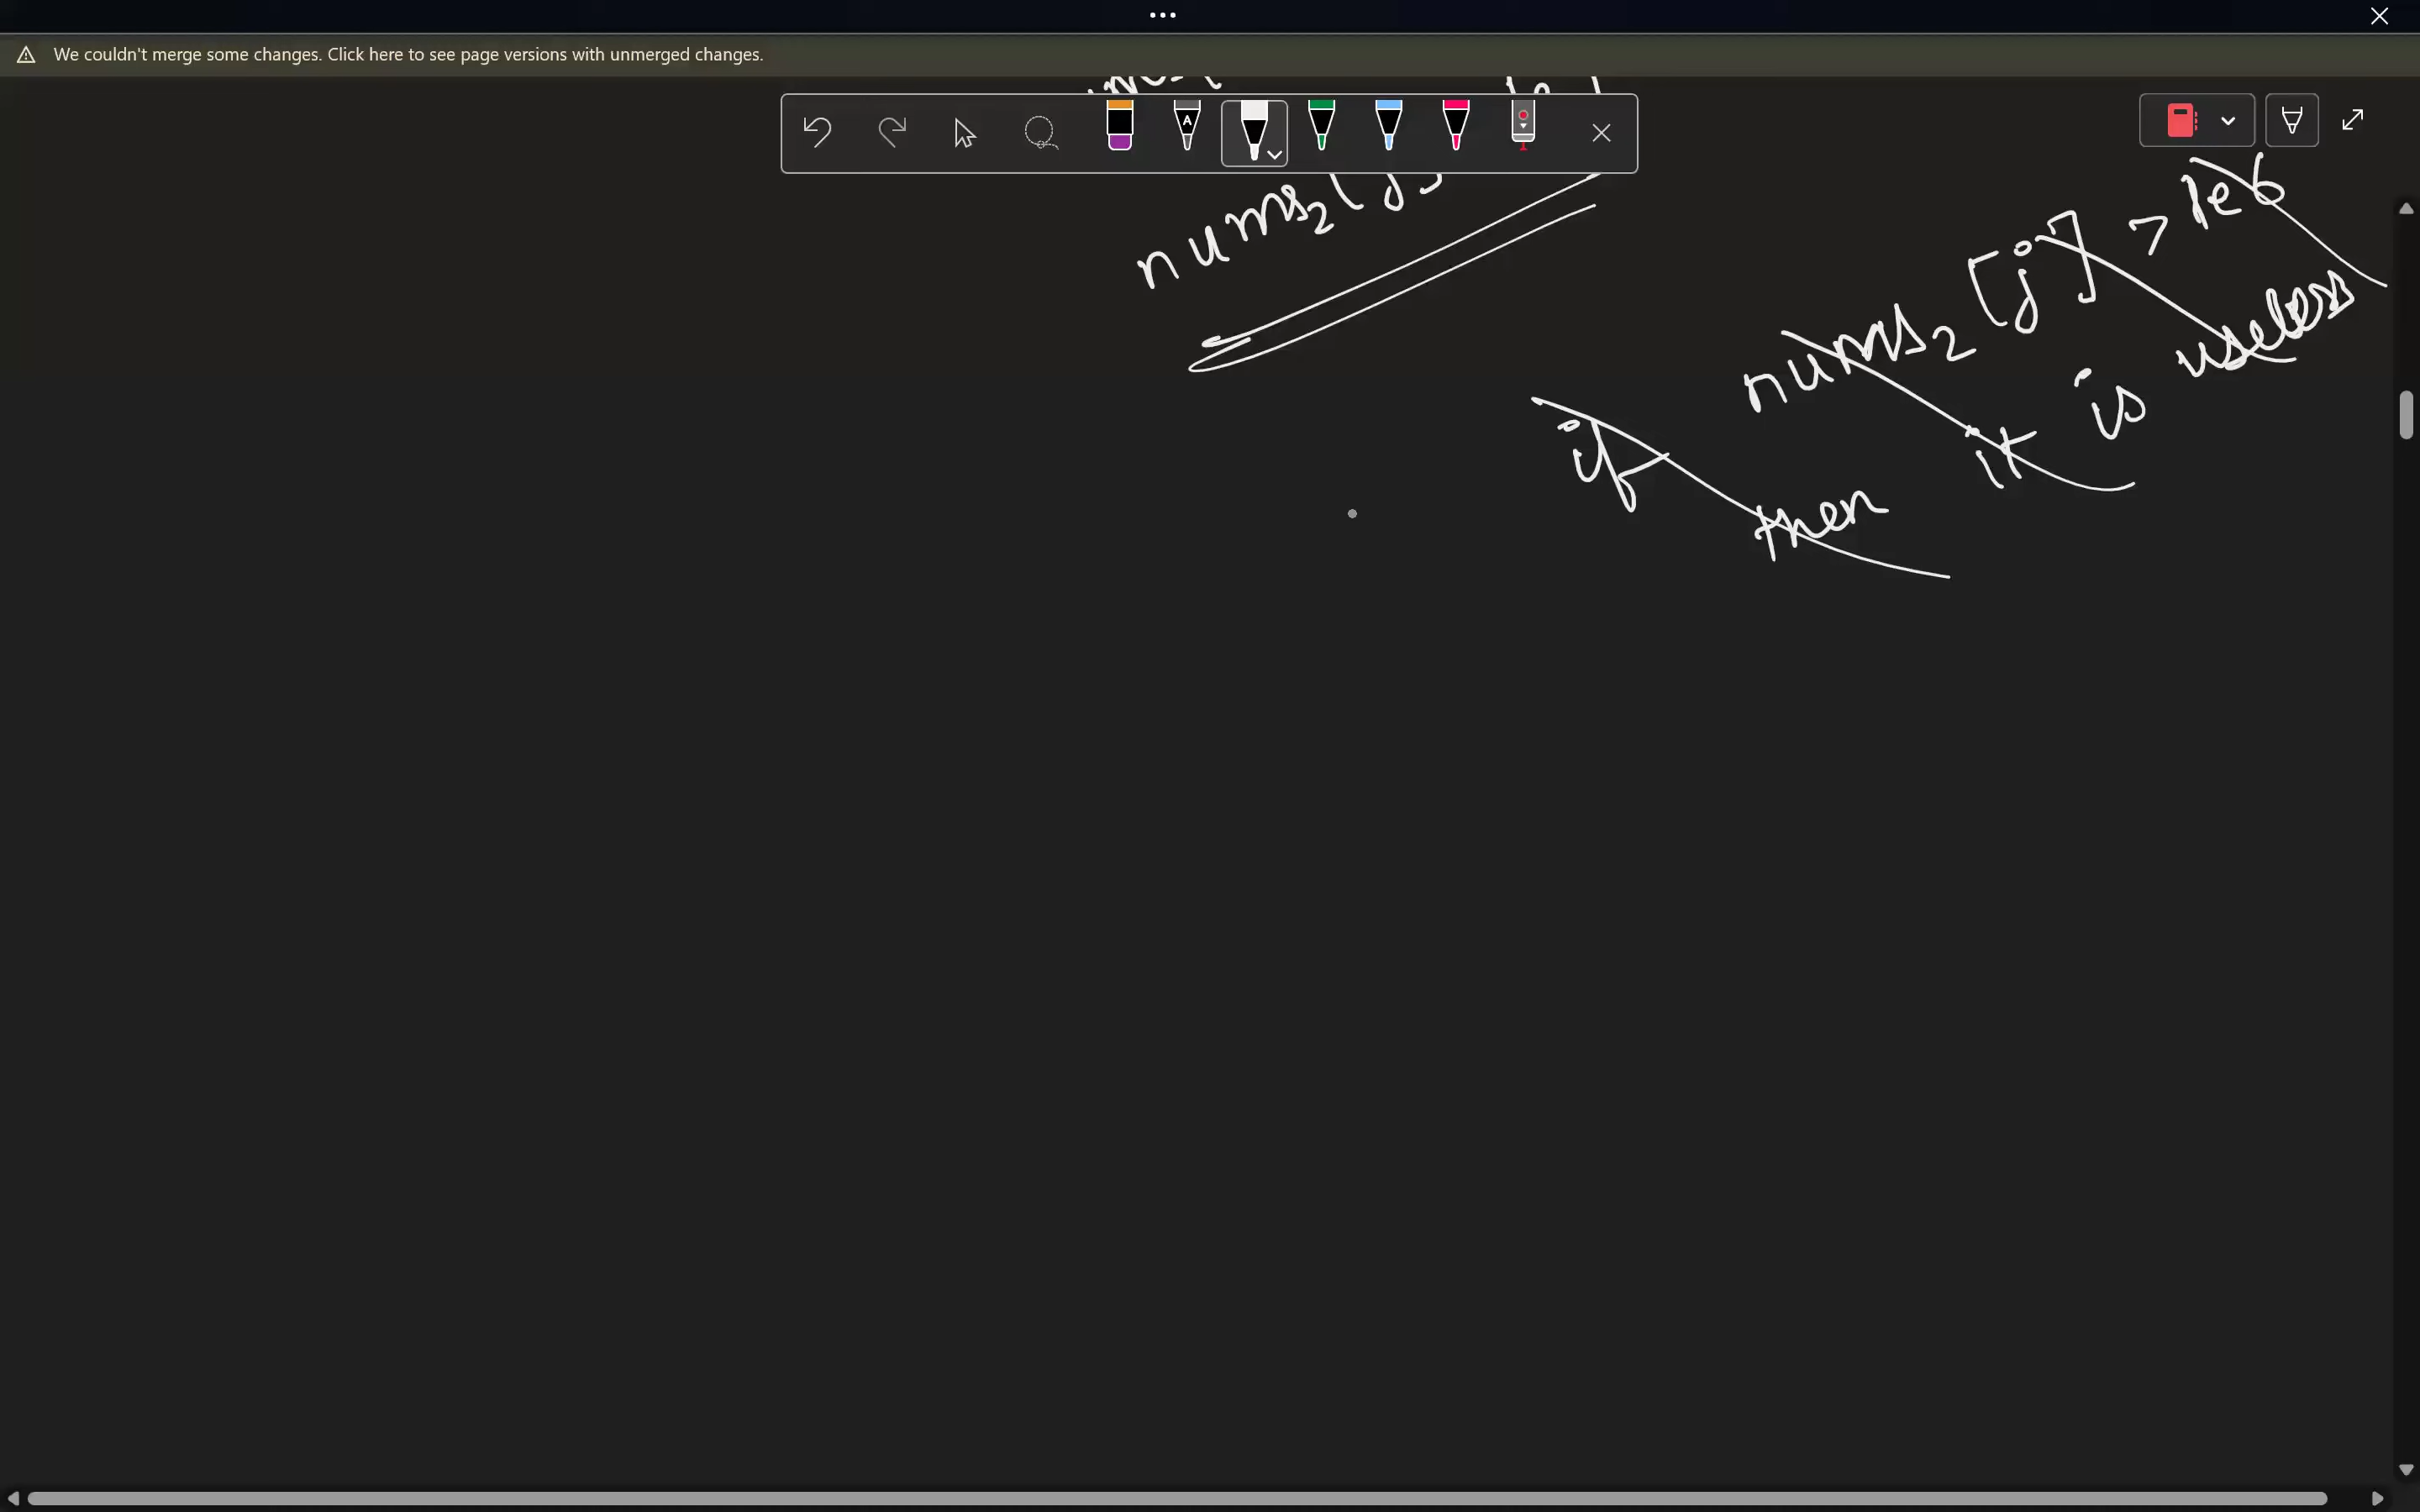 We couldn't merge some changes. Click here to see page versions with unmerged changes.
A
nums2(j)
if nums2[j] > 1e6
then it is useless